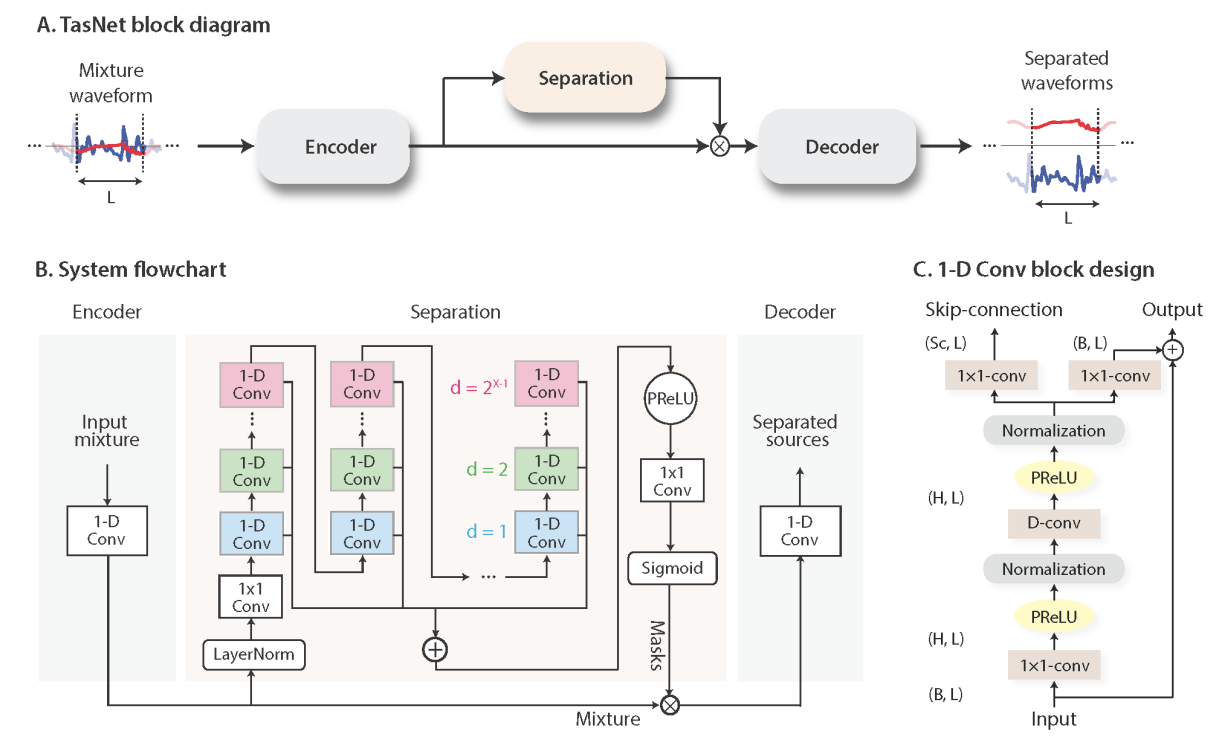 A. TasNet block diagram
Mixture
waveform
...
...
L
Encoder
Separation
Decoder
Separated
waveforms
...
...
L
B. System flowchart
Encoder
Separation
Decoder
Input
mixture
1-D
Conv
1-D
Conv
1-D
Conv
1-D
Conv
1x1
Conv
LayerNorm
1-D
Conv
1-D
Conv
1-D
Conv
...
d = 2^X-1
d = 2
d = 1
1-D
Conv
1-D
Conv
1-D
Conv
PReLU
1x1
Conv
Sigmoid
Masks
Mixture
Separated
sources
1-D
Conv
C. 1-D Conv block design
Skip-connection
Output
(Sc, L)
(B, L)
1×1-conv
1×1-conv
Normalization
PReLU
(H, L)
D-conv
Normalization
PReLU
(H, L)
1×1-conv
(B, L)
Input